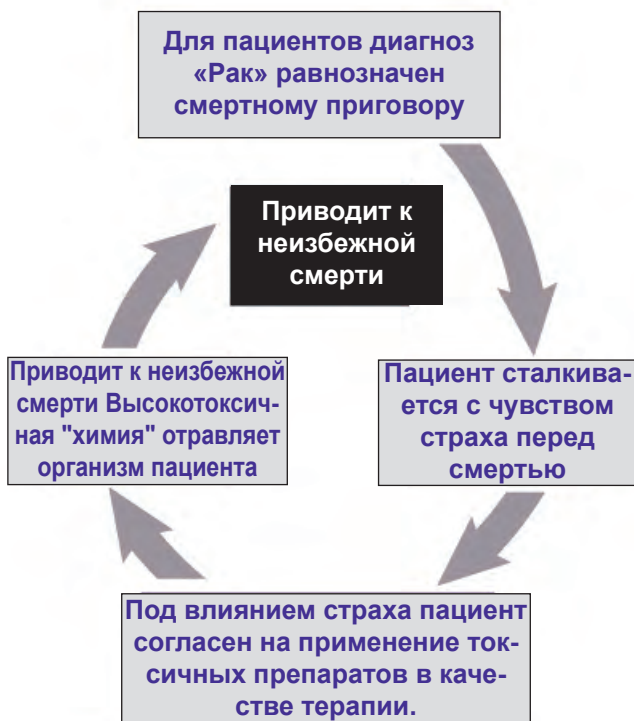 Для пациентов диагноз
«Рак» равнозначен
смертному приговору
Приводит к
неизбежной
смерти
Пациент сталкива-
ется с чувством
страха перед
смертью
Под влиянием страха пациент
согласен на применение ток-
сичных препаратов в каче-
стве терапии.
Приводит к неизбежной
смерти Высокотоксич-
ная "химия" отравляет
организм пациента